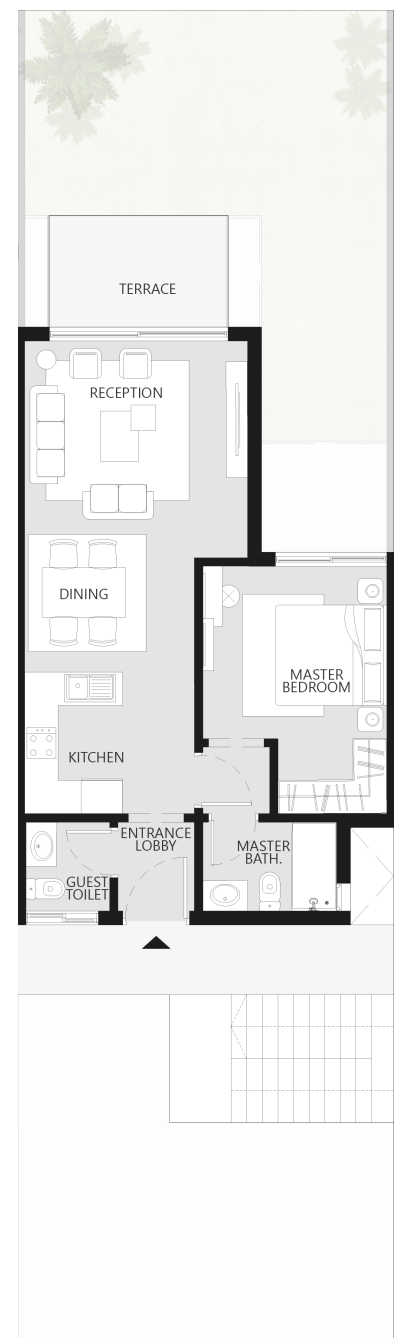 TERRACE
RECEPTION
DINING
MASTER
BEDROOM
KITCHEN
ENTRANCE
LOBBY
MASTER
BATH.
GUEST
TOILET